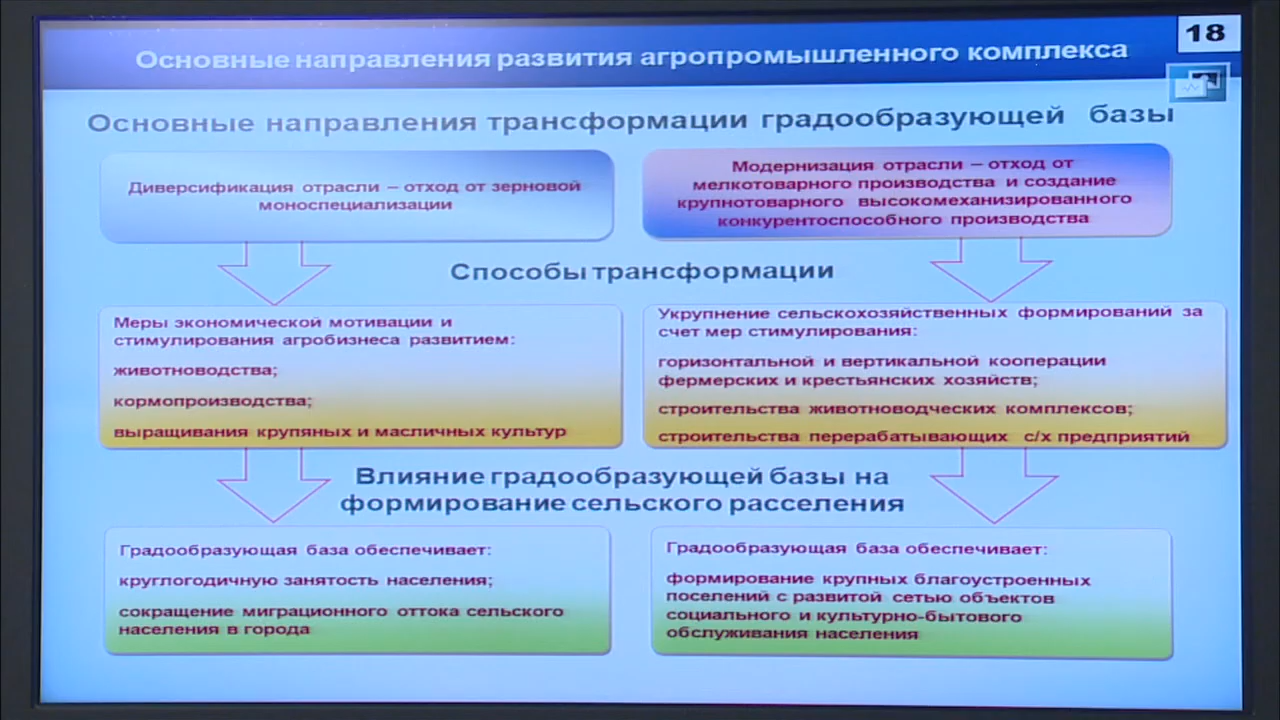 18
Основные направления развития агропромышленного комплекса
Основные направления трансформации градообразующей базы
Диверсификация отрасли – отход от зерновой
моноспециализации
Модернизация отрасли – отход от
мелкотоварного производства и создание
крупнотоварного высокомеханизированного
конкурентоспособного производства
Способы трансформации
Меры экономической мотивации и
стимулирования агробизнеса развитием:
животноводства;
кормопроизводства;
выращивания крупяных и масличных культур
Укрупнение сельскохозяйственных формирований за
счет мер стимулирования:
горизонтальной и вертикальной кооперации
фермерских и крестьянских хозяйств;
строительства животноводческих комплексов;
строительства перерабатывающих с/х предприятий
Влияние градообразующей базы на
формирование сельского расселения
Градообразующая база обеспечивает:
круглогодичную занятость населения;
сокращение миграционного оттока сельского
населения в города
Градообразующая база обеспечивает:
формирование крупных благоустроенных
поселений с развитой сетью объектов
социального и культурно-бытового
обслуживания населения